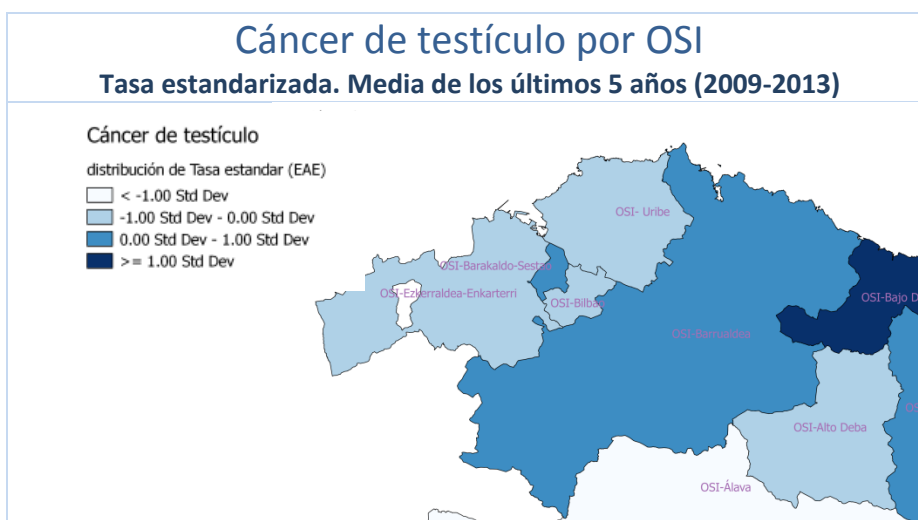 Cáncer de testículo por OSI
Tasa estandarizada. Media de los últimos 5 años (2009-2013)
Cáncer de testículo
distribución de Tasa estandar (EAE)
< -1.00 Std Dev
-1.00 Std Dev - 0.00 Std Dev
0.00 Std Dev - 1.00 Std Dev
>= 1.00 Std Dev
OSI- Uribe
OSI-Barakaldo-Sestao
OSI-Ezkerraldea-Enkarterri
OSI-Bilbao
OSI-Bajo D
OSI-Barrualdea
OSI-Alto Deba
OSI-Álava